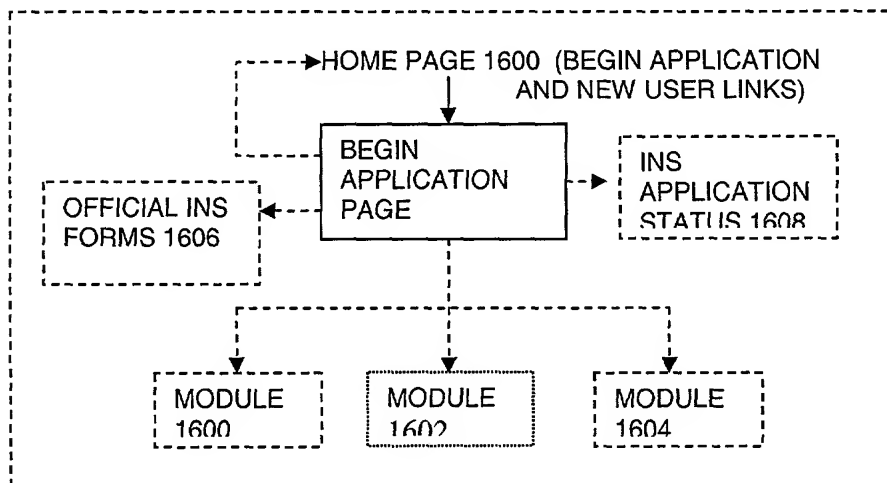 HOME PAGE 1600 (BEGIN APPLICATION
AND NEW USER LINKS)
BEGIN
APPLICATION
PAGE
INS
APPLICATION
STATUS 1608
OFFICIAL INS
FORMS 1606
MODULE
1600
MODULE
1602
MODULE
1604